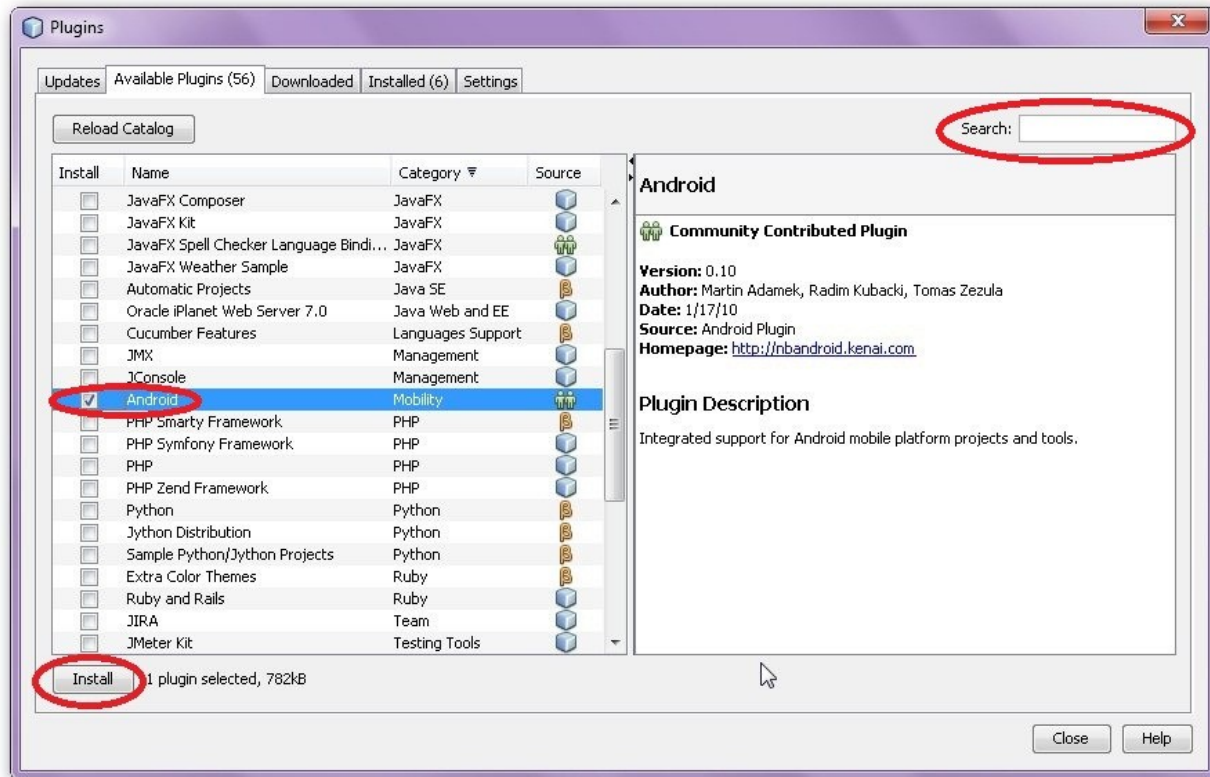 Plugins
Updates Available Plugins (56) Downloaded Installed (6) Settings
Reload Catalog
Search:
Install Name Category Source
JavaFX Composer JavaFX
JavaFX Kit JavaFX
JavaFX Spell Checker Language Bindi... JavaFX
JavaFX Weather Sample JavaFX
Automatic Projects Java SE β
Oracle iPlanet Web Server 7.0 Java Web and EE
Cucumber Features Languages Support β
JMX Management
JConsole Management
Android Mobility
PHP Smarty Framework PHP β
PHP Symfony Framework PHP
PHP PHP
PHP Zend Framework PHP
Python Python β
Jython Distribution Python β
Sample Python/Jython Projects Python β
Extra Color Themes Ruby β
Ruby and Rails Ruby
JIRA Team
JMeter Kit Testing Tools
Android
Community Contributed Plugin
Version: 0.10
Author: Martin Adamek, Radim Kubacki, Tomas Zezula
Date: 1/17/10
Source: Android Plugin
Homepage: http://nbandroid.kenai.com
Plugin Description
Integrated support for Android mobile platform projects and tools.
Install 1 plugin selected, 782kB
Close Help